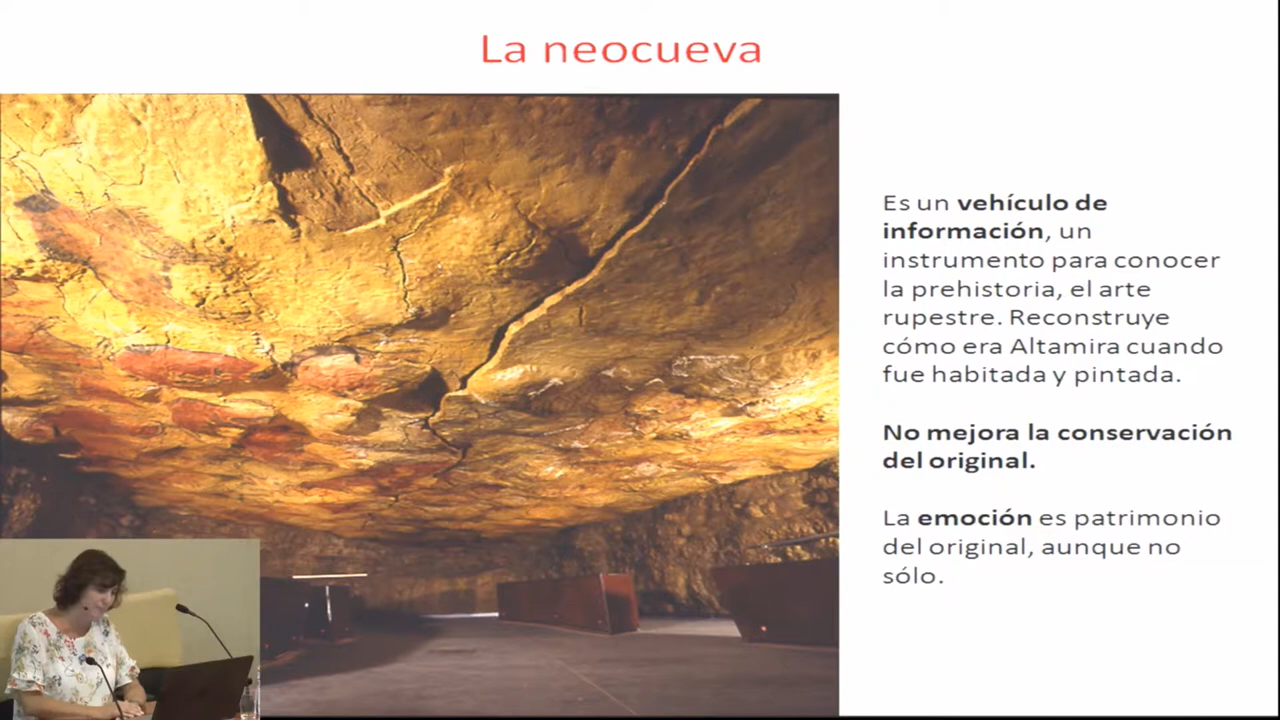 La neocueva
Es un vehículo de
información, un
instrumento para conocer
la prehistoria, el arte
rupestre. Reconstruye
cómo era Altamira cuando
fue habitada y pintada.
No mejora la conservación
del original.
La emoción es patrimonio
del original, aunque no
sólo.